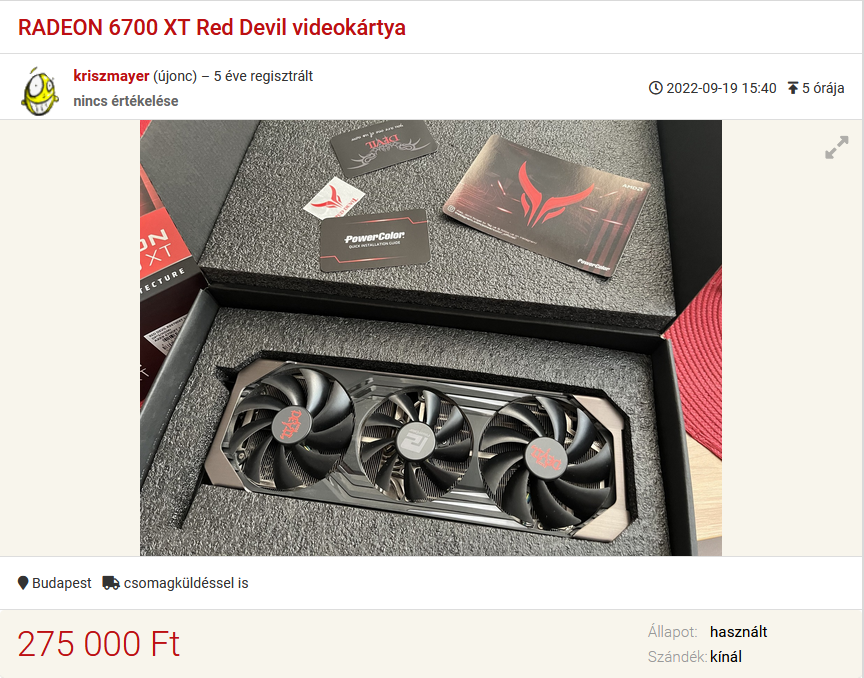 RADEON 6700 XT Red Devil videokártya
kriszmayer (újonc) – 5 éve regisztrált
nincs értékelése
2022-09-19 15:40 5 órája
DEVIL
AMD
PowerColor
QUICK INSTALLATION GUIDE
PowerColor
XT
TECTURE
Budapest csomagküldéssel is
275 000 Ft
Állapot: használt
Szándék: kínál